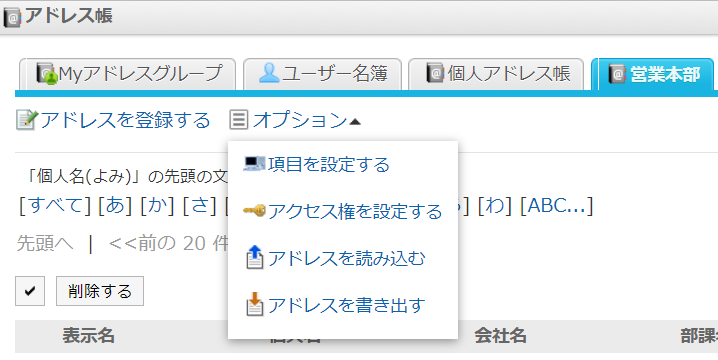 アドレス帳
Myアドレスグループ ユーザー名簿 個人アドレス帳 営業本部
アドレスを登録する オプション
項目を設定する
アクセス権を設定する
アドレスを読み込む
アドレスを書き出す
「個人名(よみ)」の先頭の文
[すべて] [あ] [か] [さ] [わ] [ABC...]
先頭へ | <<前の 20 件
削除する
表示名 個人名 会社名 部課